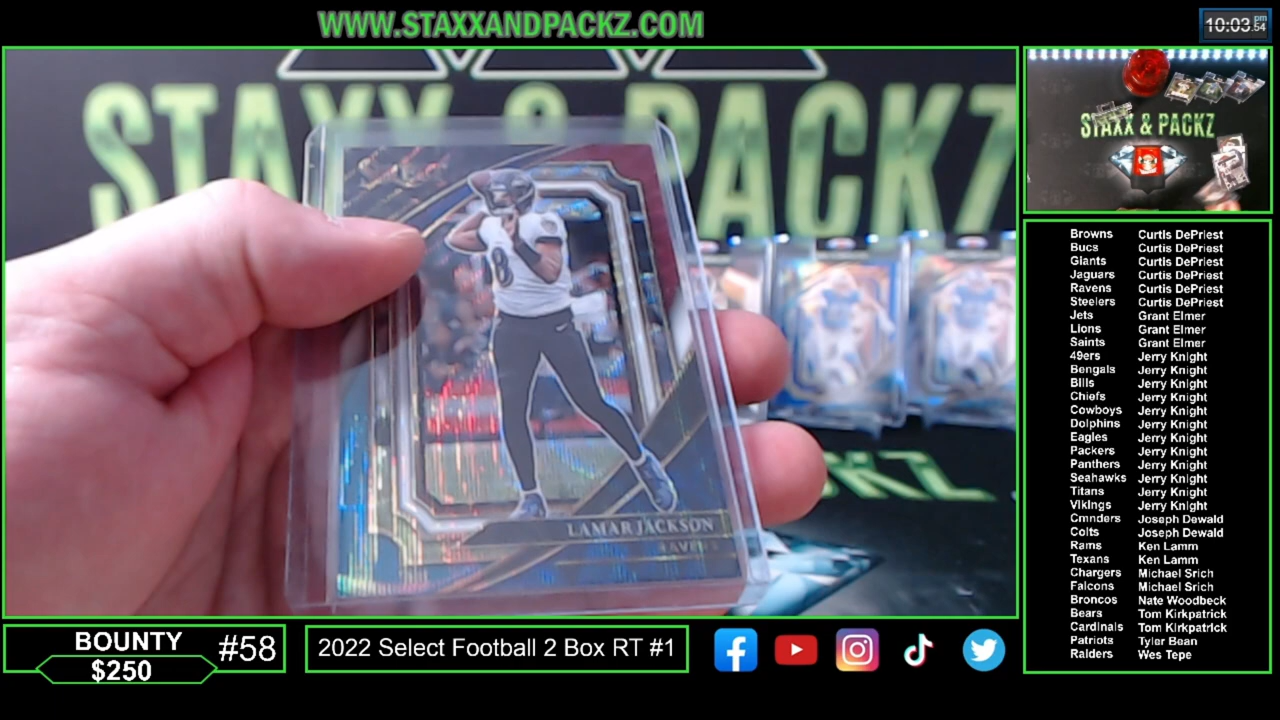 WWW.STAXXANDPACKZ.COM
10:03 pm
54
STAXX & PACKZ
8
LAMAR JACKSON
RAVENS
STAXX & PACKZ
Browns Curtis DePriest
Bucs Curtis DePriest
Giants Curtis DePriest
Jaguars Curtis DePriest
Ravens Curtis DePriest
Steelers Curtis DePriest
Jets Grant Elmer
Lions Grant Elmer
Saints Grant Elmer
49ers Jerry Knight
Bengals Jerry Knight
Bills Jerry Knight
Chiefs Jerry Knight
Cowboys Jerry Knight
Dolphins Jerry Knight
Eagles Jerry Knight
Packers Jerry Knight
Panthers Jerry Knight
Seahawks Jerry Knight
Titans Jerry Knight
Vikings Jerry Knight
Cmnders Joseph Dewald
Colts Joseph Dewald
Rams Ken Lamm
Texans Ken Lamm
Chargers Michael Srich
Falcons Michael Srich
Broncos Nate Woodbeck
Bears Tom Kirkpatrick
Cardinals Tom Kirkpatrick
Patriots Tyler Bean
Raiders Wes Tepe
BOUNTY #58
$250
2022 Select Football 2 Box RT #1